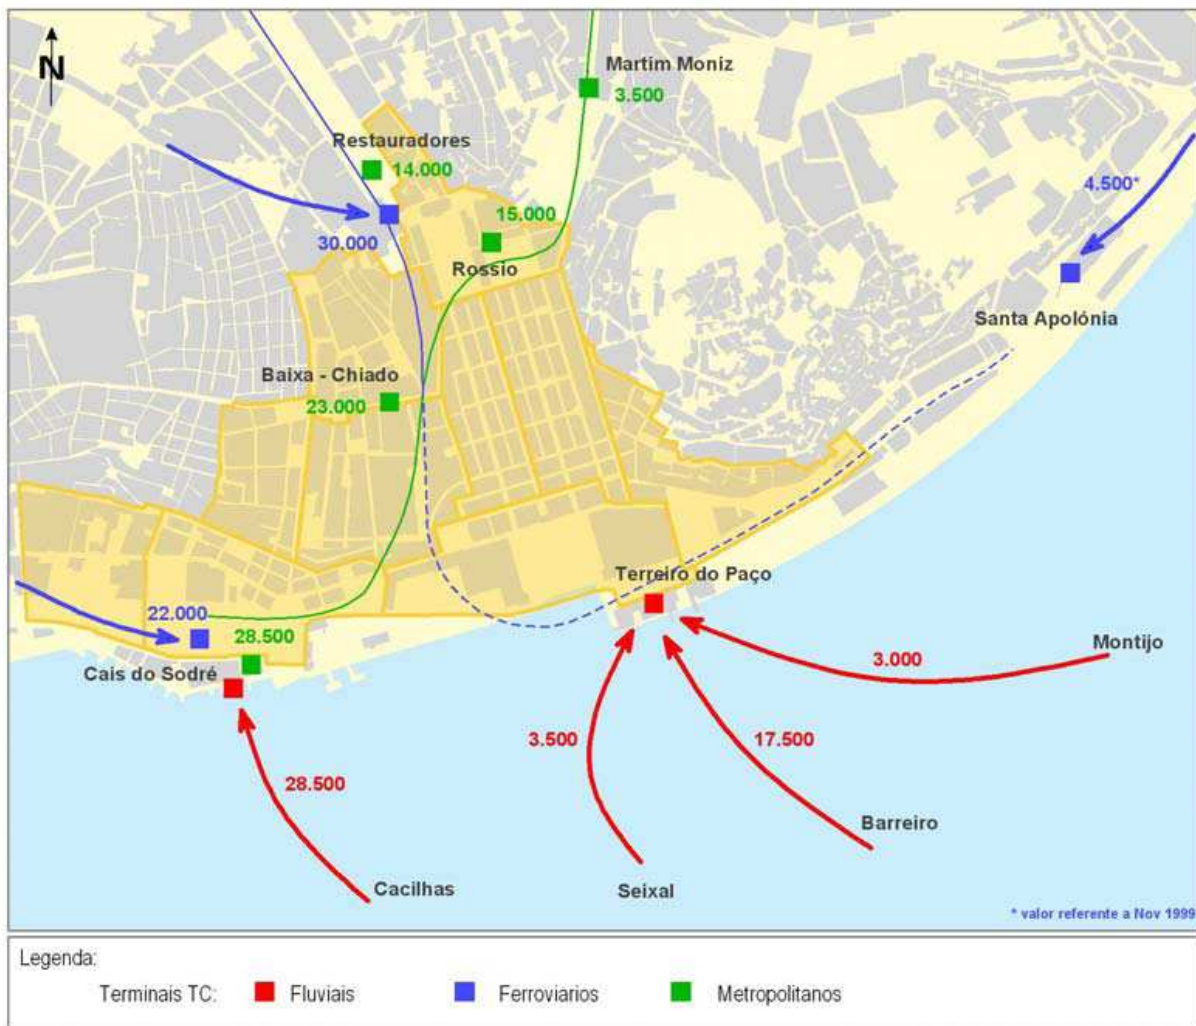 N
Martim Moniz
3.500
Restauradores
14.000
4.500*
15.000
30.000
Rossio
Santa Apolónia
Baixa - Chiado
23.000
Terreiro do Paço
22.000
28.500
Cais do Sodré
Montijo
3.000
3.500
17.500
28.500
Barreiro
Cacilhas
Seixal
* valor referente a Nov 1999
Legenda:
Terminais TC: Fluviais Ferroviarios Metropolitanos